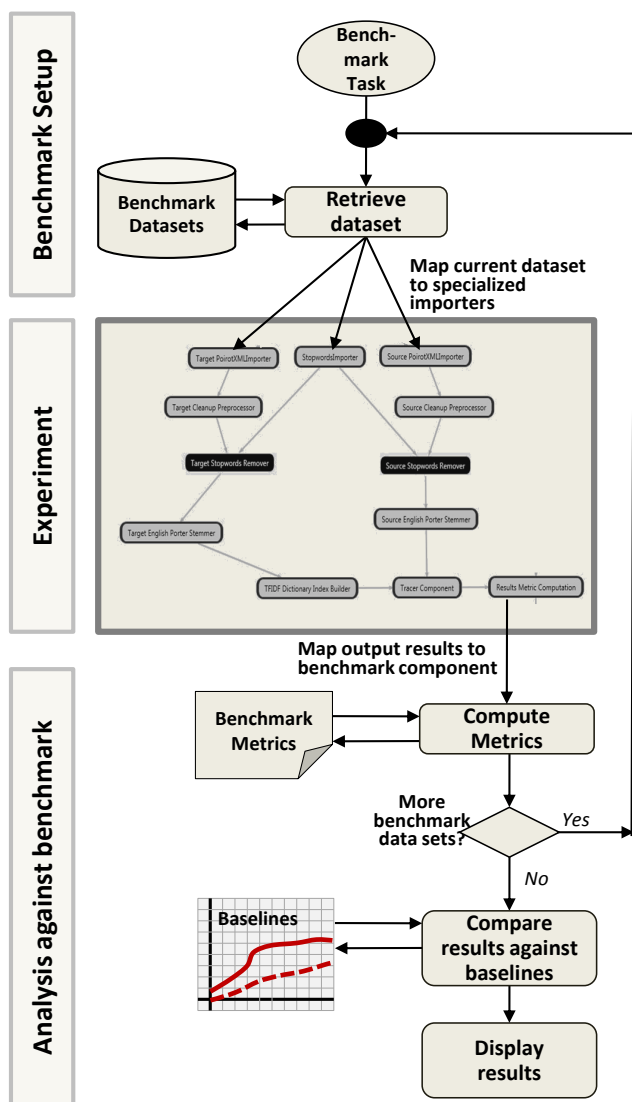 Benchmark Setup
Bench-
mark
Task
Benchmark
Datasets
Retrieve
dataset
Map current dataset
to specialized
importers
Experiment
Target PoirotXMLImporter
StopwordsImporter
Source PoirotXMLImporter
Target Cleanup Preprocessor
Source Cleanup Preprocessor
Target Stopwords Remover
Source Stopwords Remover
Target English Porter Stemmer
Source English Porter Stemmer
TFIDF Dictionary Index Builder
Tracer Component
Results Metric Computation
Map output results to
benchmark component
Analysis against benchmark
Benchmark
Metrics
Compute
Metrics
More
benchmark
data sets?
Yes
No
Baselines
Compare
results against
baselines
Display
results